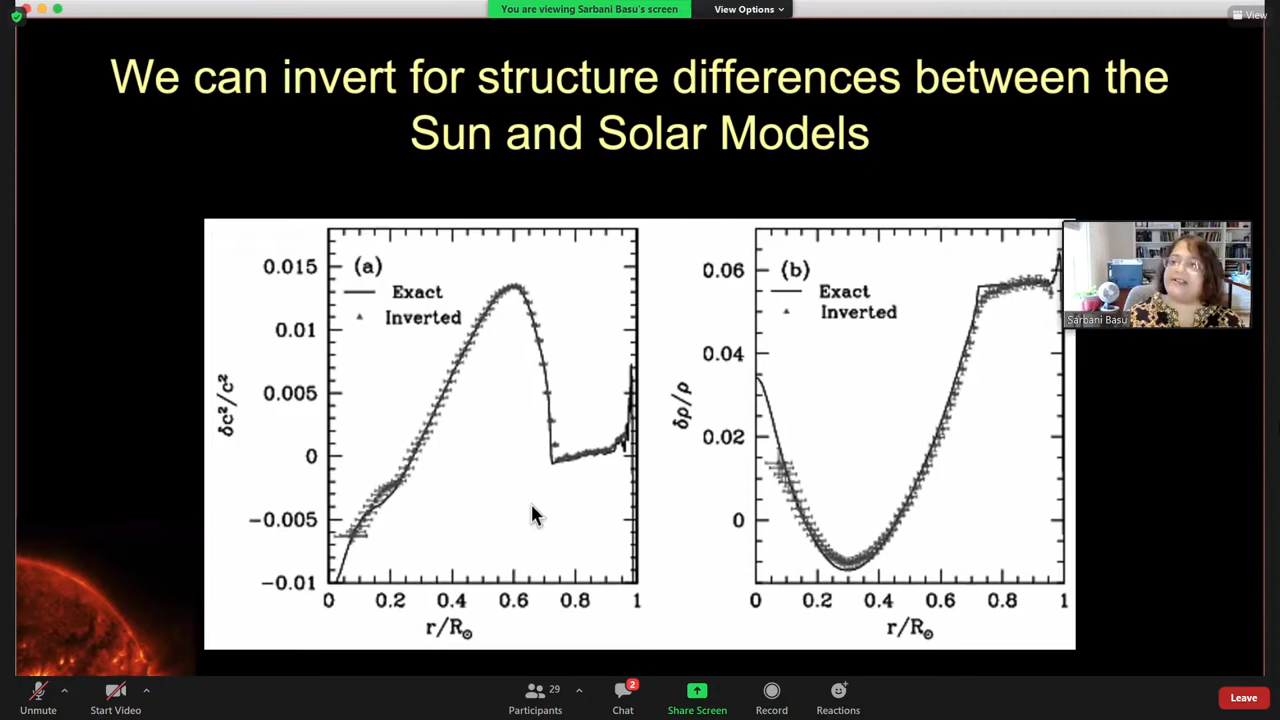 You are viewing Sarbani Basu's screen
View Options
View
We can invert for structure differences between the
Sun and Solar Models
(a)
Exact
Inverted
0.015
0.01
0.005
0
-0.005
-0.01
δc²/c²
0 0.2 0.4 0.6 0.8 1
r/R⊙
(b)
Exact
Inverted
0.06
0.04
0.02
0
δρ/ρ
0 0.2 0.4 0.6 0.8 1
r/R⊙
Sarbani Basu
Unmute
Start Video
Participants
29
Chat
2
Share Screen
Record
Reactions
Leave